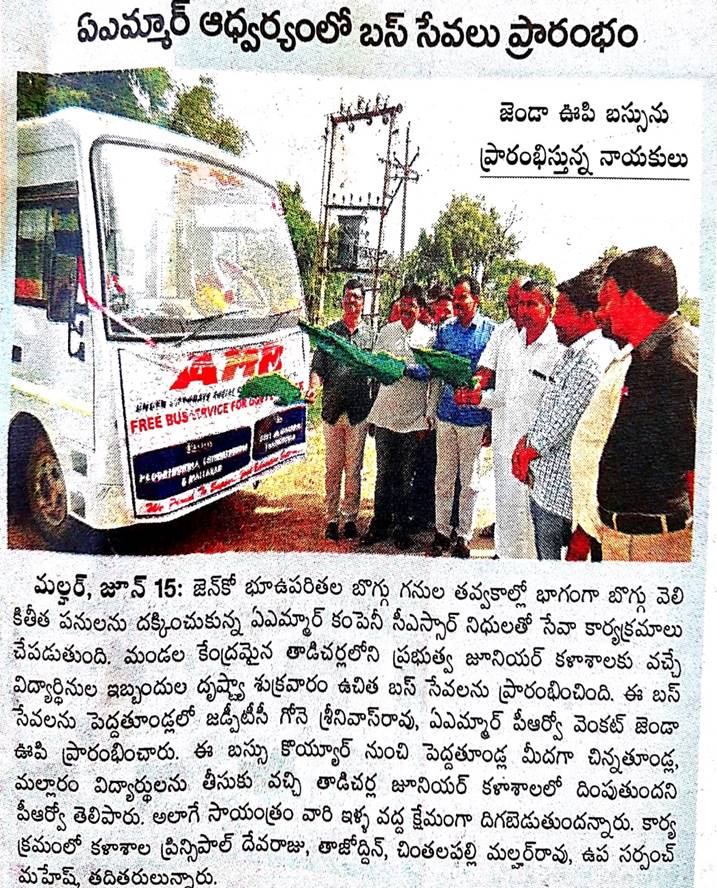 ఏఎమ్మార్ ఆధ్వర్యంలో బస్ సేవలు ప్రారంభం
జెండా ఊపి బస్సును
ప్రారంభిస్తున్న నాయకులు
AMR
FREE BUS SERVICE FOR
& MALLARAM
We Proud To Support
మల్హర్, జూన్ 15: జెన్‌కో భూఉపరితల బొగ్గు గనుల తవ్వకాల్లో భాగంగా బొగ్గు వెలి
కితీత పనులను దక్కించుకున్న ఏఎమ్మార్ కంపెనీ సీఎస్సార్ నిధులతో సేవా కార్యక్రమాలు
చేపడుతుంది. మండల కేంద్రమైన తాడిచర్లలోని ప్రభుత్వ జూనియర్ కళాశాలకు వచ్చే
విద్యార్థినుల ఇబ్బందుల దృష్ట్యా శుక్రవారం ఉచిత బస్ సేవలను ప్రారంభించింది. ఈ బస్
సేవలను పెద్దతూండ్లలో జడ్పీటీసీ గోనె శ్రీనివాస్‌రావు, ఏఎమ్మార్ పీఆర్వో వెంకట్ జెండా
ఊపి ప్రారంభించారు. ఈ బస్సు కొయ్యూర్ నుంచి పెద్దతూండ్ల మీదగా చిన్నతూండ్ల,
మల్లారం విద్యార్థులను తీసుకు వచ్చి తాడిచర్ల జూనియర్ కళాశాలలో దింపుతుందని
పీఆర్వో తెలిపారు. అలాగే సాయంత్రం వారి ఇళ్ళ వద్ద క్షేమంగా దిగబెడుతుందన్నారు. కార్య
క్రమంలో కళాశాల ప్రిన్సిపాల్ దేవరాజు, తాజోద్దిన్, చింతలపల్లి మల్హర్‌రావు, ఉప సర్పంచ్
మహేష్, తదితరులున్నారు.